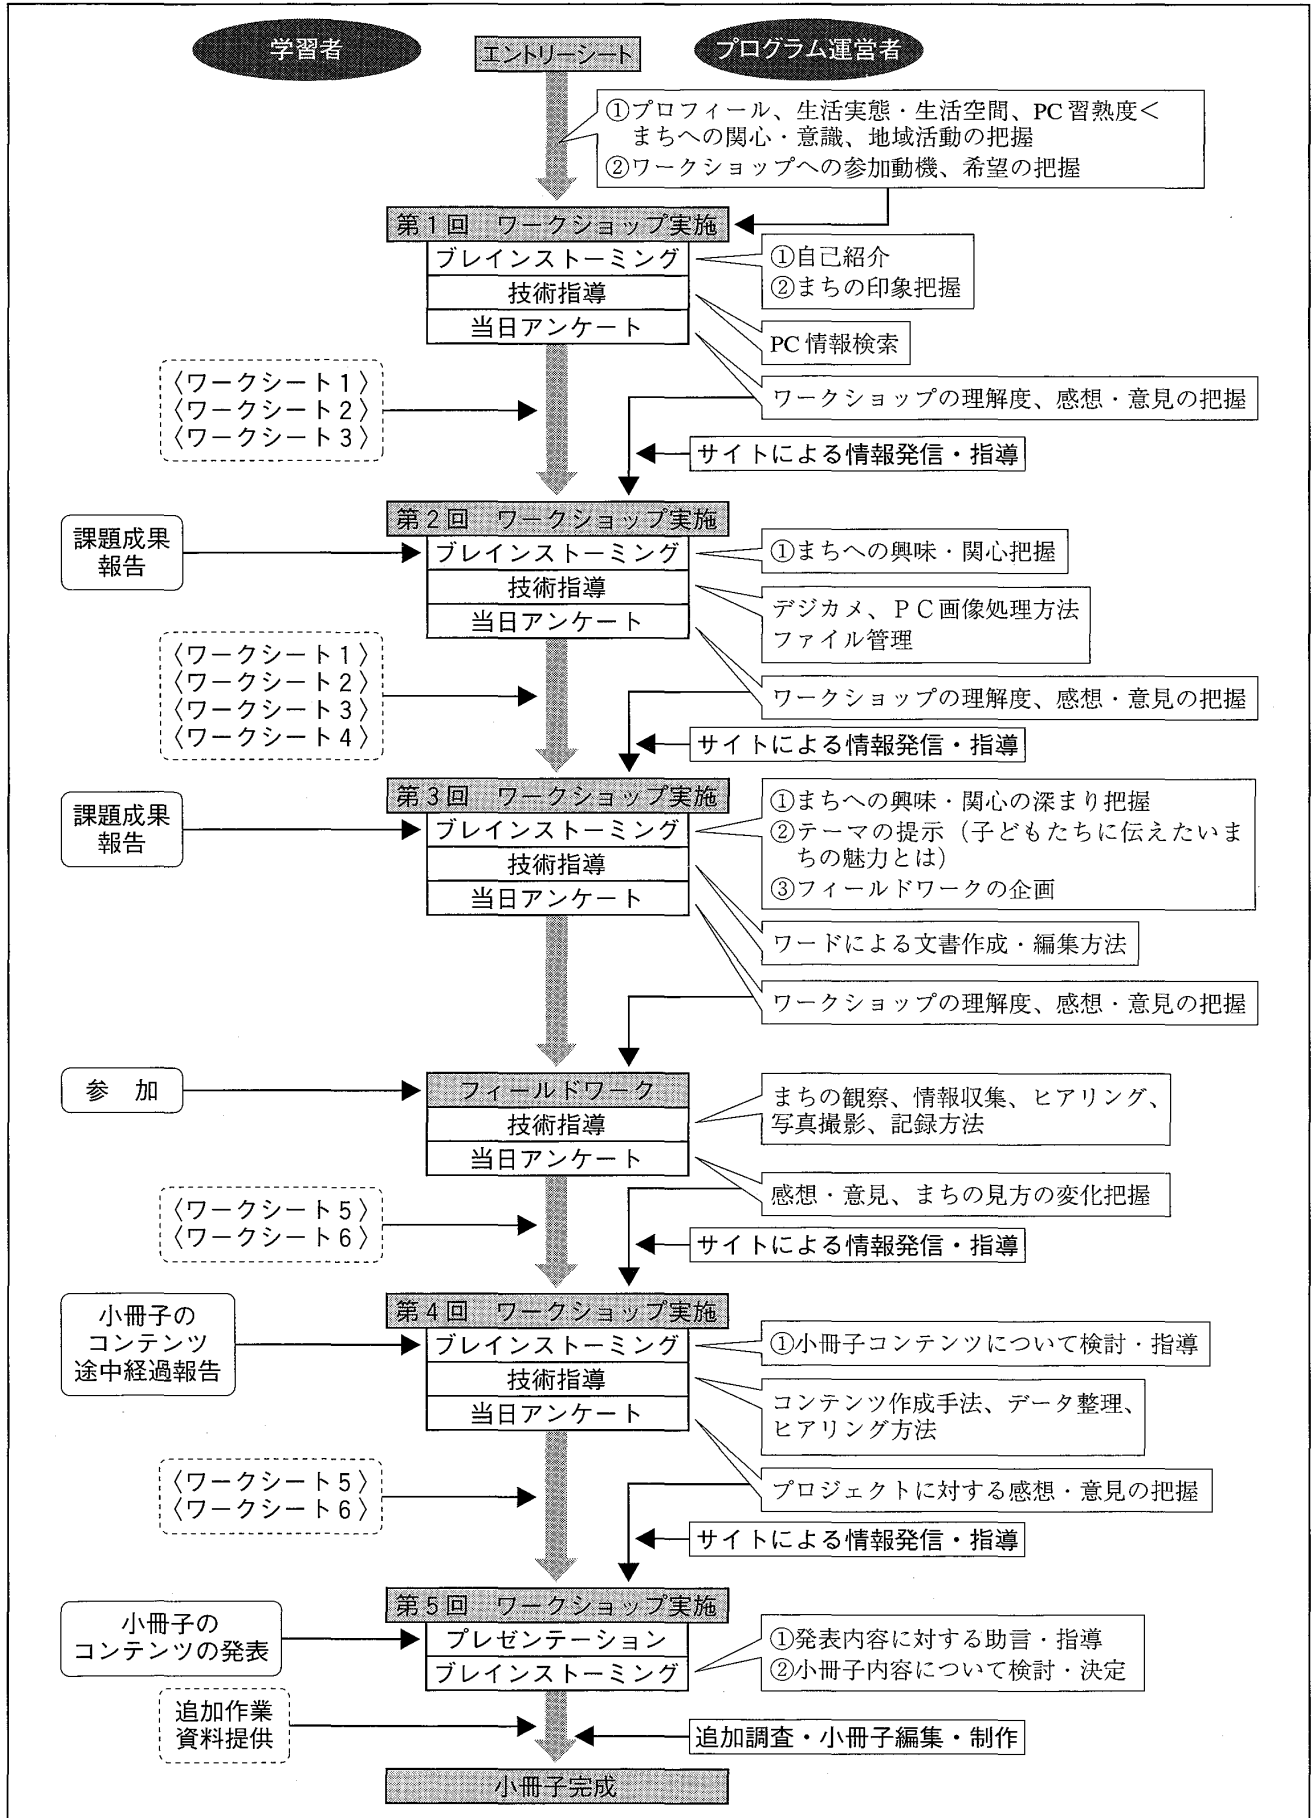 学習者
エントリーシート
プログラム運営者
①プロフィール、生活実態・生活空間、PC習熟度<
まちへの関心・意識、地域活動の把握
②ワークショップへの参加動機、希望の把握
第1回 ワークショップ実施
ブレインストーミング
技術指導
当日アンケート
①自己紹介
②まちの印象把握
PC情報検索
ワークショップの理解度、感想・意見の把握
〈ワークシート1〉
〈ワークシート2〉
〈ワークシート3〉
サイトによる情報発信・指導
第2回 ワークショップ実施
課題成果
報告
ブレインストーミング
技術指導
当日アンケート
①まちへの興味・関心把握
デジカメ、PC画像処理方法
ファイル管理
ワークショップの理解度、感想・意見の把握
〈ワークシート1〉
〈ワークシート2〉
〈ワークシート3〉
〈ワークシート4〉
サイトによる情報発信・指導
第3回 ワークショップ実施
課題成果
報告
ブレインストーミング
技術指導
当日アンケート
①まちへの興味・関心の深まり把握
②テーマの提示(子どもたちに伝えたいま
ちの魅力とは)
③フィールドワークの企画
ワードによる文書作成・編集方法
ワークショップの理解度、感想・意見の把握
参 加
フィールドワーク
技術指導
当日アンケート
まちの観察、情報収集、ヒアリング、
写真撮影、記録方法
感想・意見、まちの見方の変化把握
〈ワークシート5〉
〈ワークシート6〉
サイトによる情報発信・指導
第4回 ワークショップ実施
小冊子の
コンテンツ
途中経過報告
ブレインストーミング
技術指導
当日アンケート
①小冊子コンテンツについて検討・指導
コンテンツ作成手法、データ整理、
ヒアリング方法
プロジェクトに対する感想・意見の把握
〈ワークシート5〉
〈ワークシート6〉
サイトによる情報発信・指導
第5回 ワークショップ実施
小冊子の
コンテンツの発表
プレゼンテーション
ブレインストーミング
①発表内容に対する助言・指導
②小冊子内容について検討・決定
追加作業
資料提供
追加調査・小冊子編集・制作
小冊子完成